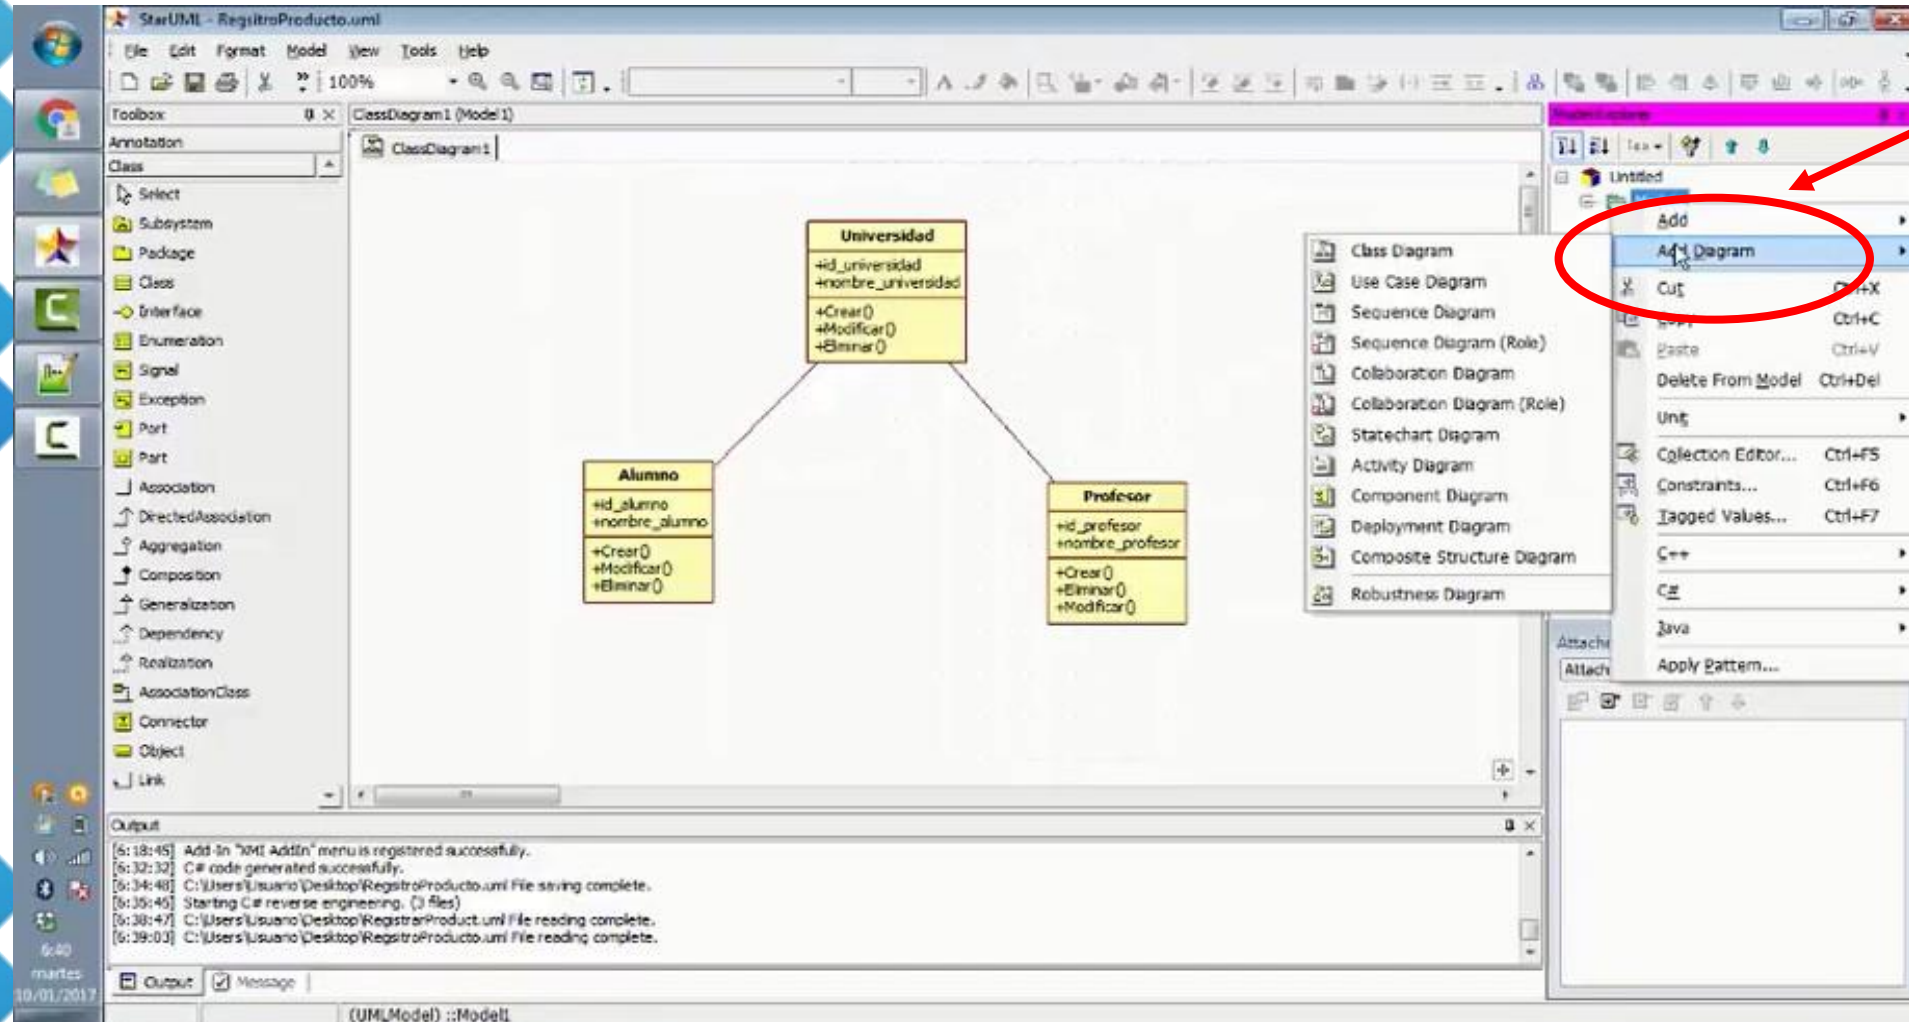 StarUML - RegsitroProducto.uml
File Edit Format Model View Tools Help
100%
Toolbox
ClassDiagram1 (Model1)
Model Explorer
Annotation
Class
ClassDiagram1
Select
Subsystem
Package
Class
Interface
Enumeration
Signal
Exception
Port
Part
Association
DirectedAssociation
Aggregation
Composition
Generalization
Dependency
Realization
AssociationClass
Connector
Object
Link
Universidad
+id_universidad
+nombre_universidad
+Crear()
+Modificar()
+Eliminar()
Alumno
+id_alumno
+nombre_alumno
+Crear()
+Modificar()
+Eliminar()
Profesor
+id_profesor
+nombre_profesor
+Crear()
+Eliminar()
+Modificar()
Class Diagram
Use Case Diagram
Sequence Diagram
Sequence Diagram (Role)
Collaboration Diagram
Collaboration Diagram (Role)
Statechart Diagram
Activity Diagram
Component Diagram
Deployment Diagram
Composite Structure Diagram
Robustness Diagram
Untitled
Add
Add Diagram
Cut Ctrl+X
Copy Ctrl+C
Paste Ctrl+V
Delete From Model Ctrl+Del
Unit
Collection Editor... Ctrl+F5
Constraints... Ctrl+F6
Tagged Values... Ctrl+F7
C++
C#
Java
Apply Pattern...
Attach
Output
[6:18:45] Add-In "XMI AddIn" menu is registered successfully.
[6:32:32] C# code generated successfully.
[6:34:48] C:\Users\Usuario\Desktop\RegsitroProducto.uml File saving complete.
[6:35:45] Starting C# reverse engineering. (3 files)
[6:38:47] C:\Users\Usuario\Desktop\RegistrarProduct.uml File reading complete.
[6:39:03] C:\Users\Usuario\Desktop\RegsitroProducto.uml File reading complete.
Output Message
(UMLModel) ::Model1
6:40
martes
10/01/2017